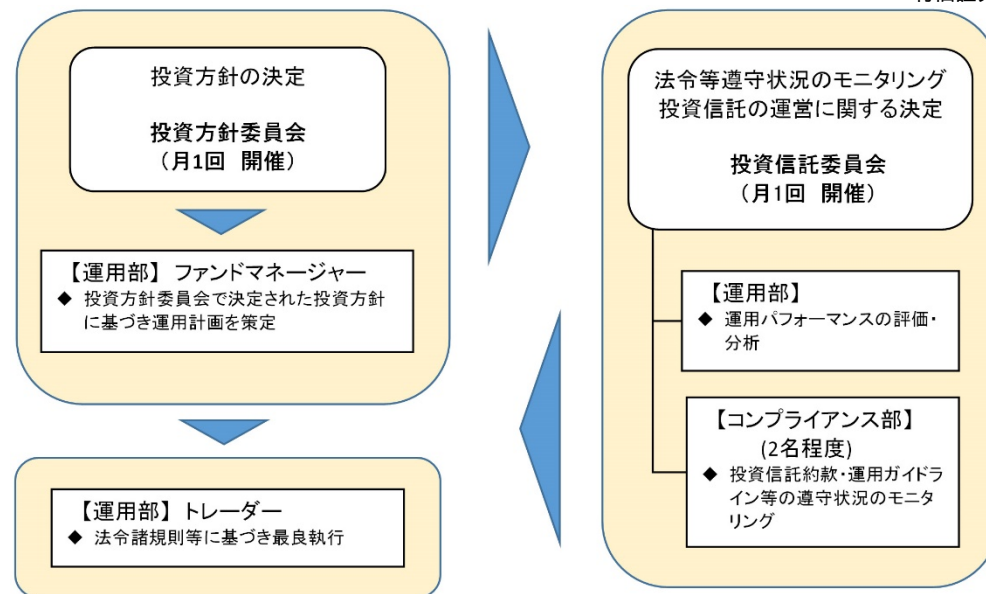 投資方針の決定
投資方針委員会
（月1回　開催）
【運用部】 ファンドマネージャー
◆ 投資方針委員会で決定された投資方針
に基づき運用計画を策定
【運用部】 トレーダー
◆ 法令諸規則等に基づき最良執行
法令等遵守状況のモニタリング
投資信託の運営に関する決定
投資信託委員会
（月1回　開催）
【運用部】
◆ 運用パフォーマンスの評価・
分析
【コンプライアンス部】
(2名程度)
◆ 投資信託約款・運用ガイドラ
イン等の遵守状況のモニタ
リング